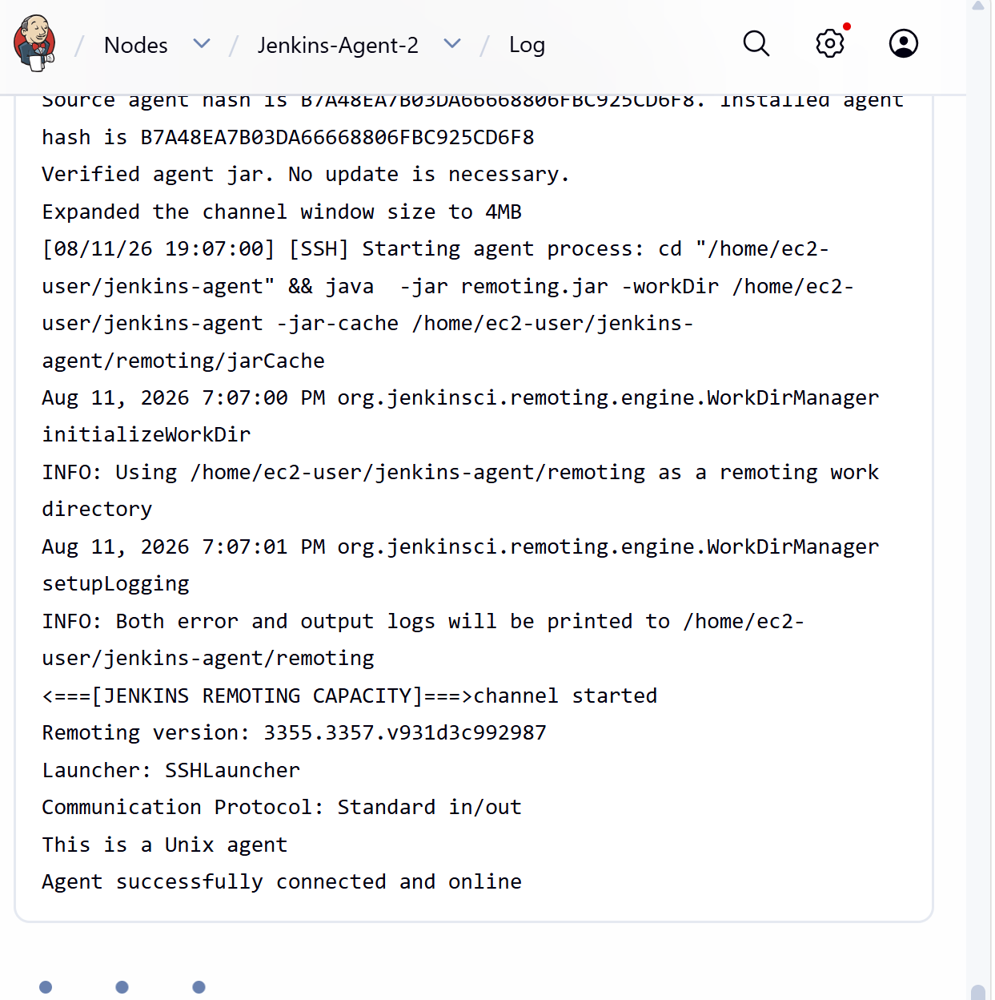 / Nodes / Jenkins-Agent-2 / Log
Source agent hash is B7A48EA7B03DA66668806FBC925CD6F8. Installed agent
hash is B7A48EA7B03DA66668806FBC925CD6F8
Verified agent jar. No update is necessary.
Expanded the channel window size to 4MB
[08/11/26 19:07:00] [SSH] Starting agent process: cd "/home/ec2-
user/jenkins-agent" && java  -jar remoting.jar -workDir /home/ec2-
user/jenkins-agent -jar-cache /home/ec2-user/jenkins-
agent/remoting/jarCache
Aug 11, 2026 7:07:00 PM org.jenkinsci.remoting.engine.WorkDirManager
initializeWorkDir
INFO: Using /home/ec2-user/jenkins-agent/remoting as a remoting work
directory
Aug 11, 2026 7:07:01 PM org.jenkinsci.remoting.engine.WorkDirManager
setupLogging
INFO: Both error and output logs will be printed to /home/ec2-
user/jenkins-agent/remoting
<===[JENKINS REMOTING CAPACITY]===>channel started
Remoting version: 3355.3357.v931d3c992987
Launcher: SSHLauncher
Communication Protocol: Standard in/out
This is a Unix agent
Agent successfully connected and online